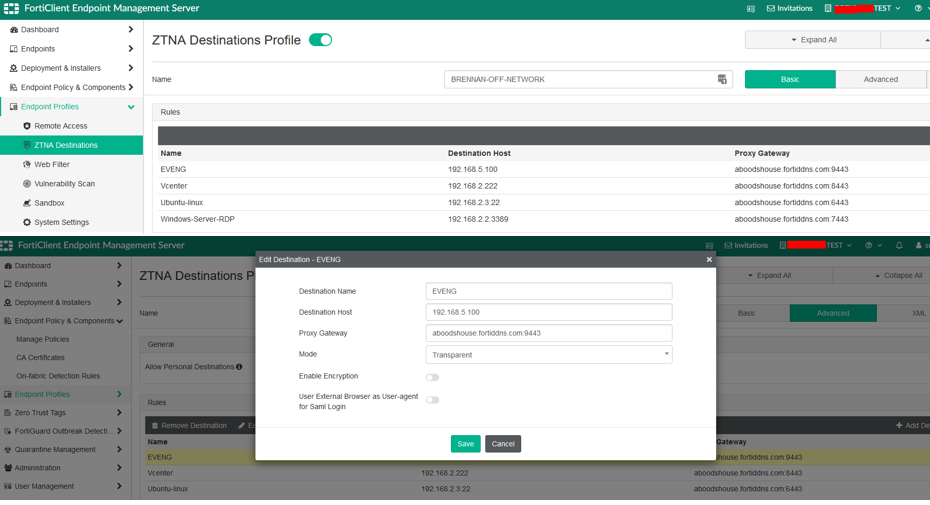 FortiClient Endpoint Management Server
Invitations
TEST
Dashboard
Endpoints
Deployment & Installers
Endpoint Policy & Components
Endpoint Profiles
Remote Access
ZTNA Destinations
Web Filter
Vulnerability Scan
Sandbox
System Settings
ZTNA Destinations Profile
Expand All
Name
BRENNAN-OFF-NETWORK
Basic
Advanced
Rules
Name Destination Host Proxy Gateway
EVENG 192.168.5.100 aboodshouse.fortiddns.com:9443
Vcenter 192.168.2.222 aboodshouse.fortiddns.com:8443
Ubuntu-linux 192.168.2.3:22 aboodshouse.fortiddns.com:6443
Windows-Server-RDP 192.168.2.2:3389 aboodshouse.fortiddns.com:7443
FortiClient Endpoint Management Server
Invitations
TEST
Dashboard
Endpoints
Deployment & Installers
Endpoint Policy & Components
Manage Policies
CA Certificates
On-fabric Detection Rules
Endpoint Profiles
Zero Trust Tags
FortiGuard Outbreak Detecti...
Quarantine Management
Administration
User Management
ZTNA Destinations P
Expand All
Collapse All
Name
Basic
Advanced
XML
General
Allow Personal Destinations
Rules
Remove Destination
Add De
Name
Gateway
EVENG
shouse.fortiddns.com:9443
Vcenter 192.168.2.222 aboodshouse.fortiddns.com:8443
Ubuntu-linux 192.168.2.3:22 aboodshouse.fortiddns.com:6443
Edit Destination - EVENG
Destination Name EVENG
Destination Host 192.168.5.100
Proxy Gateway aboodshouse.fortiddns.com:9443
Mode Transparent
Enable Encryption
User External Browser as User-agent
for Saml Login
Save
Cancel